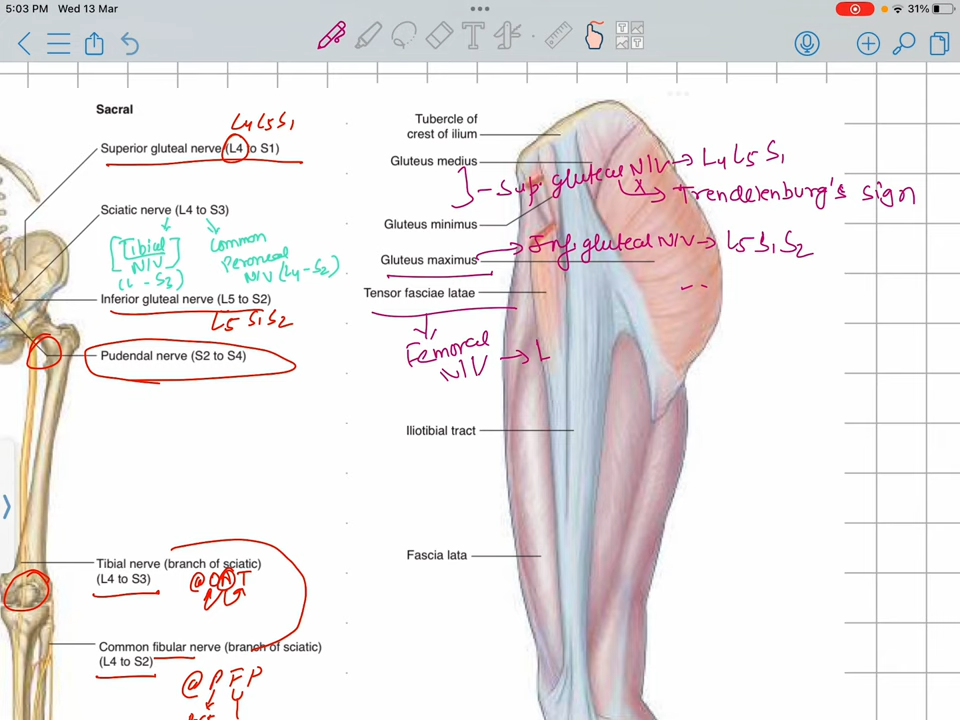 5:03 PM Wed 13 Mar
31%
Sacral
L4 L5 S1
Superior gluteal nerve (L4 to S1)
Sciatic nerve (L4 to S3)
[Tibial N/V] (L - S3)
Common Peroneal N/V (L4-S2)
Inferior gluteal nerve (L5 to S2)
L5 S1 S2
Pudendal nerve (S2 to S4)
Tibial nerve (branch of sciatic)
(L4 to S3)
Common fibular nerve (branch of sciatic)
(L4 to S2)
@ P F P
Tubercle of
crest of ilium
Gluteus medius
} - Sup. gluteal N/V → L4 L5 S1
X → Trendelenburg's sign
Gluteus minimus
Gluteus maximus → Inf. gluteal N/V → L5 S1 S2
Tensor fasciae latae
Femoral
N/V → L
Iliotibial tract
Fascia lata